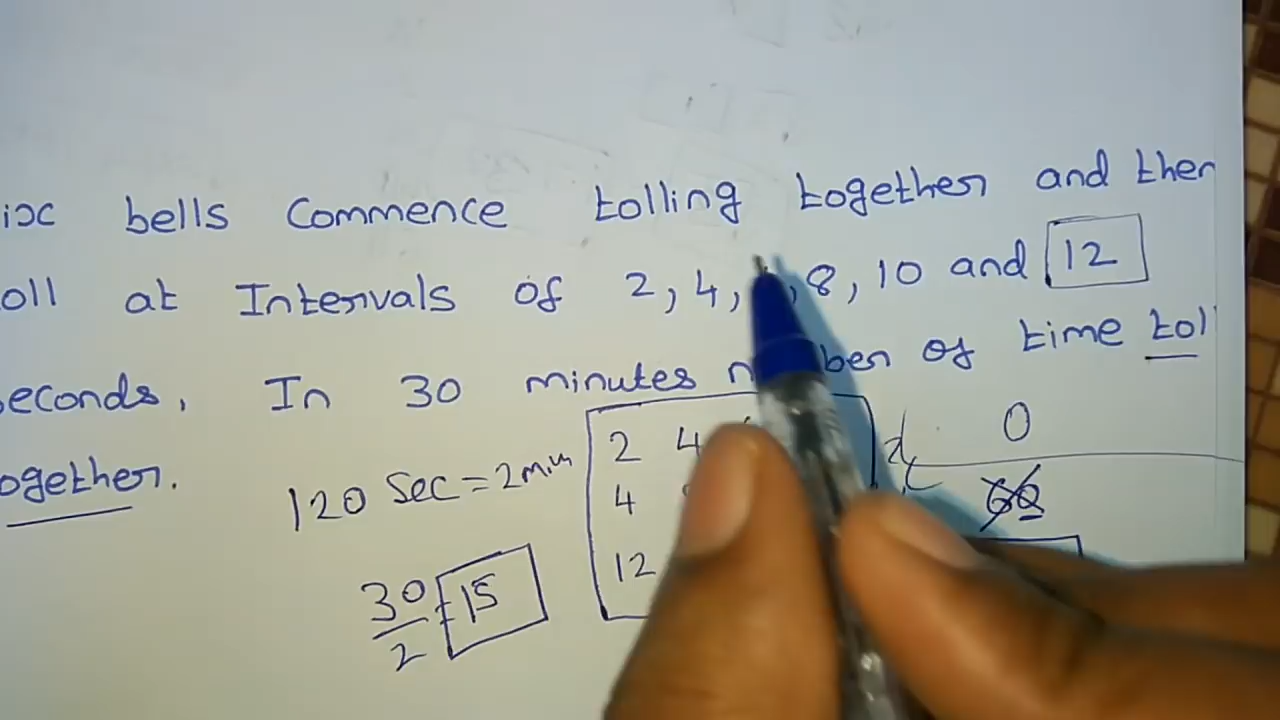 ix bells Commence tolling together and then
oll at Intervals of 2, 4, , 8, 10 and 12
econds, In 30 minutes ber of time toll
ogether.
120 Sec = 2min
30/2 = 15
2 4
4
12
0
60